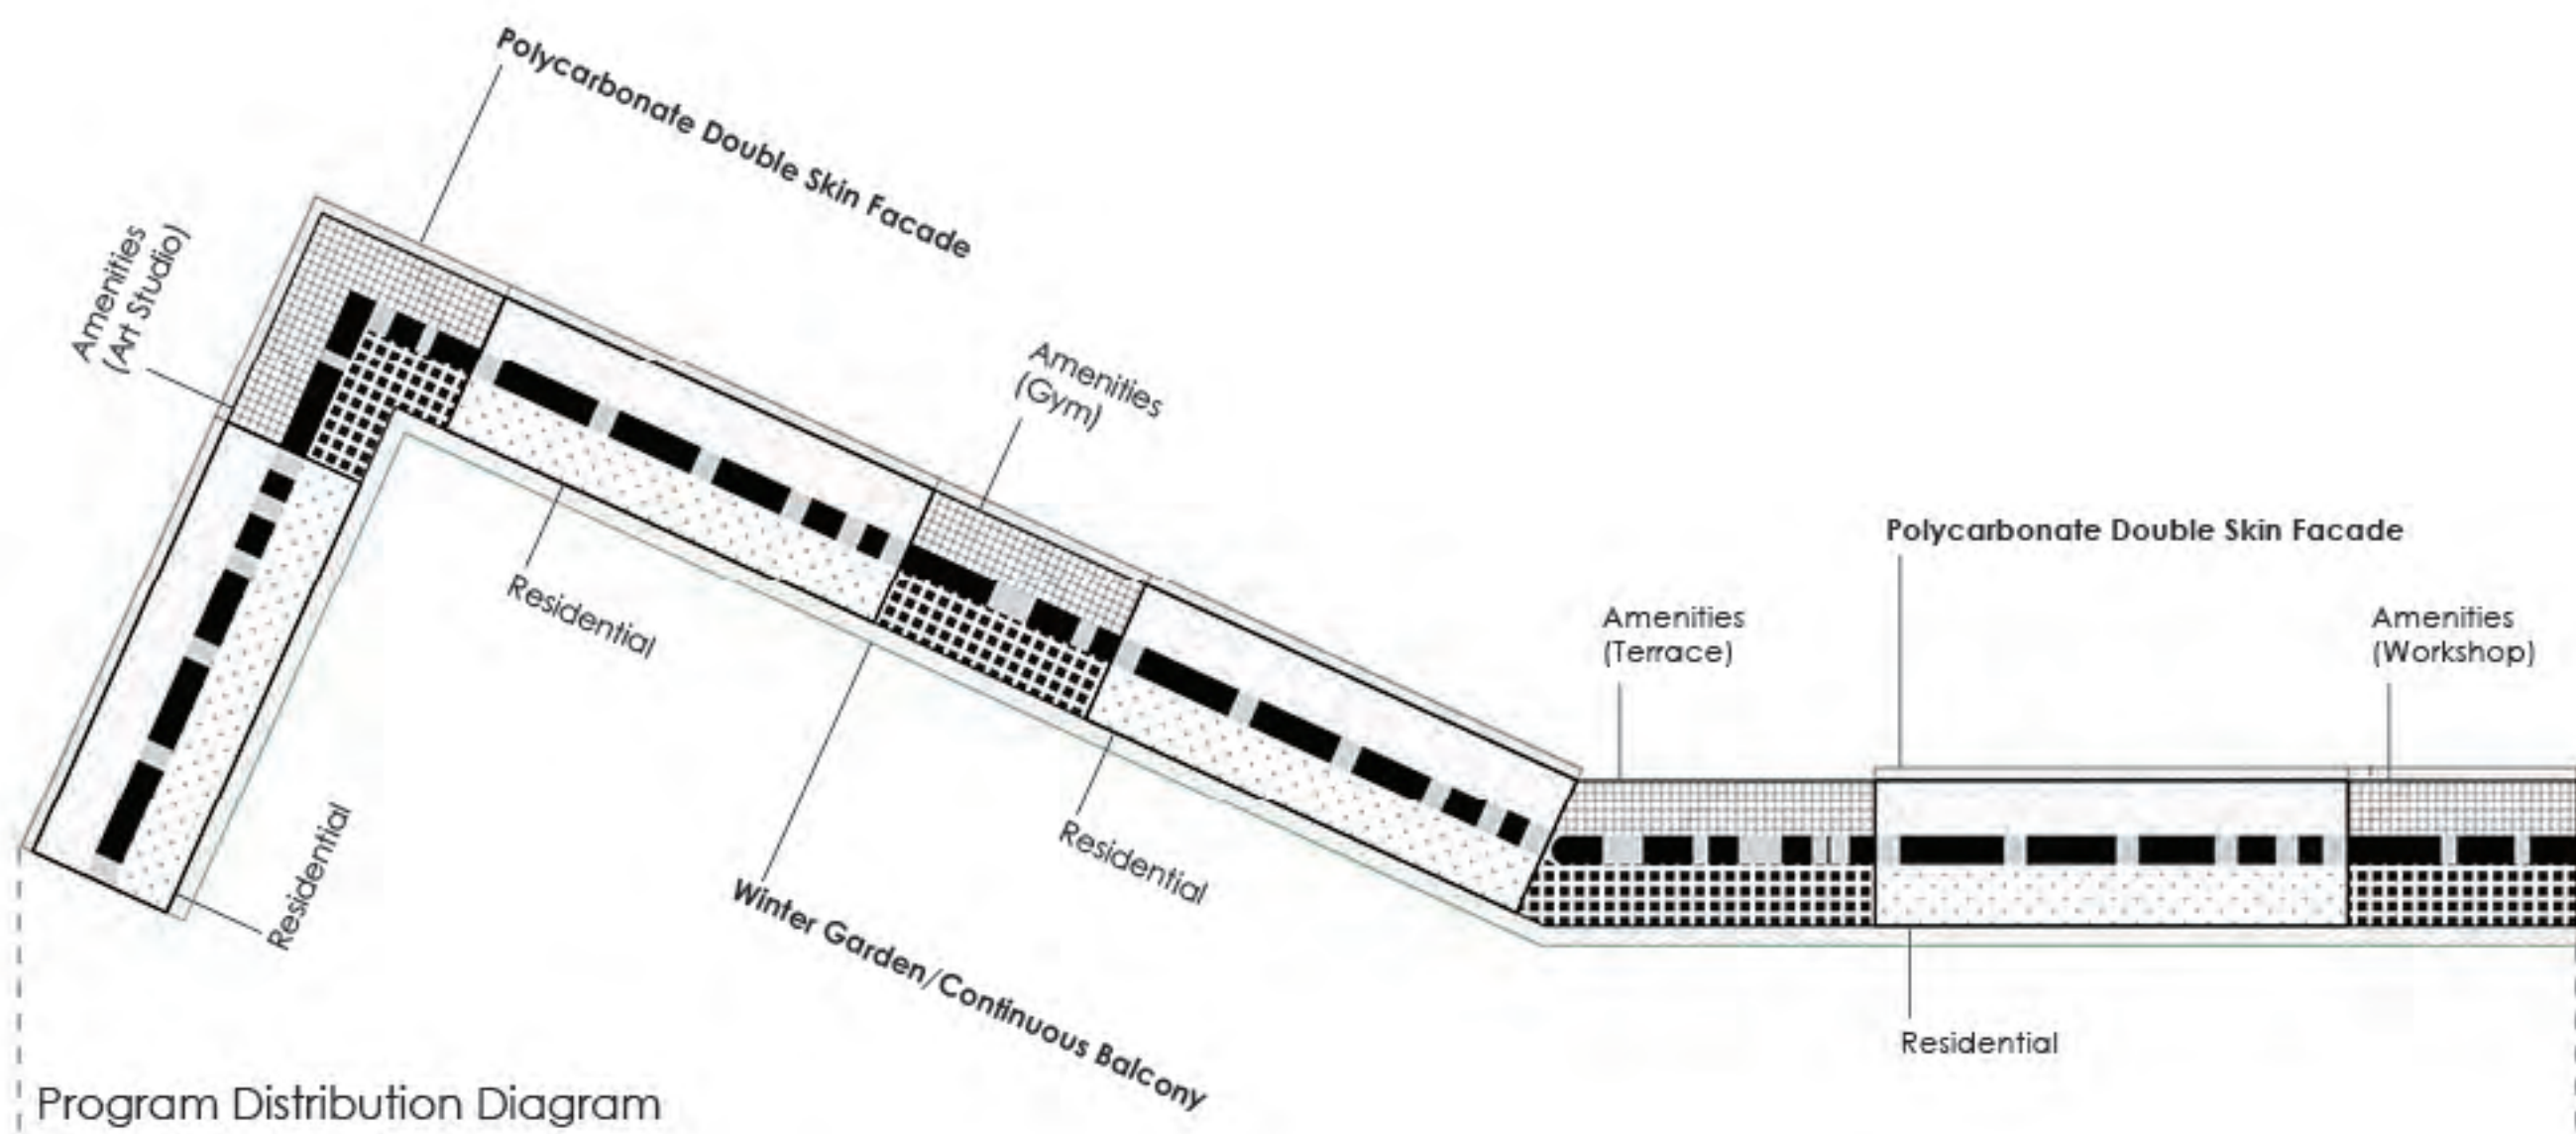 Polycarbonate Double Skin Facade
Amenities
(Art Studio)
Amenities
(Gym)
Residential
Polycarbonate Double Skin Facade
Amenities
(Terrace)
Amenities
(Workshop)
Residential
Residential
Winter Garden/Continuous Balcony
Residential
Program Distribution Diagram